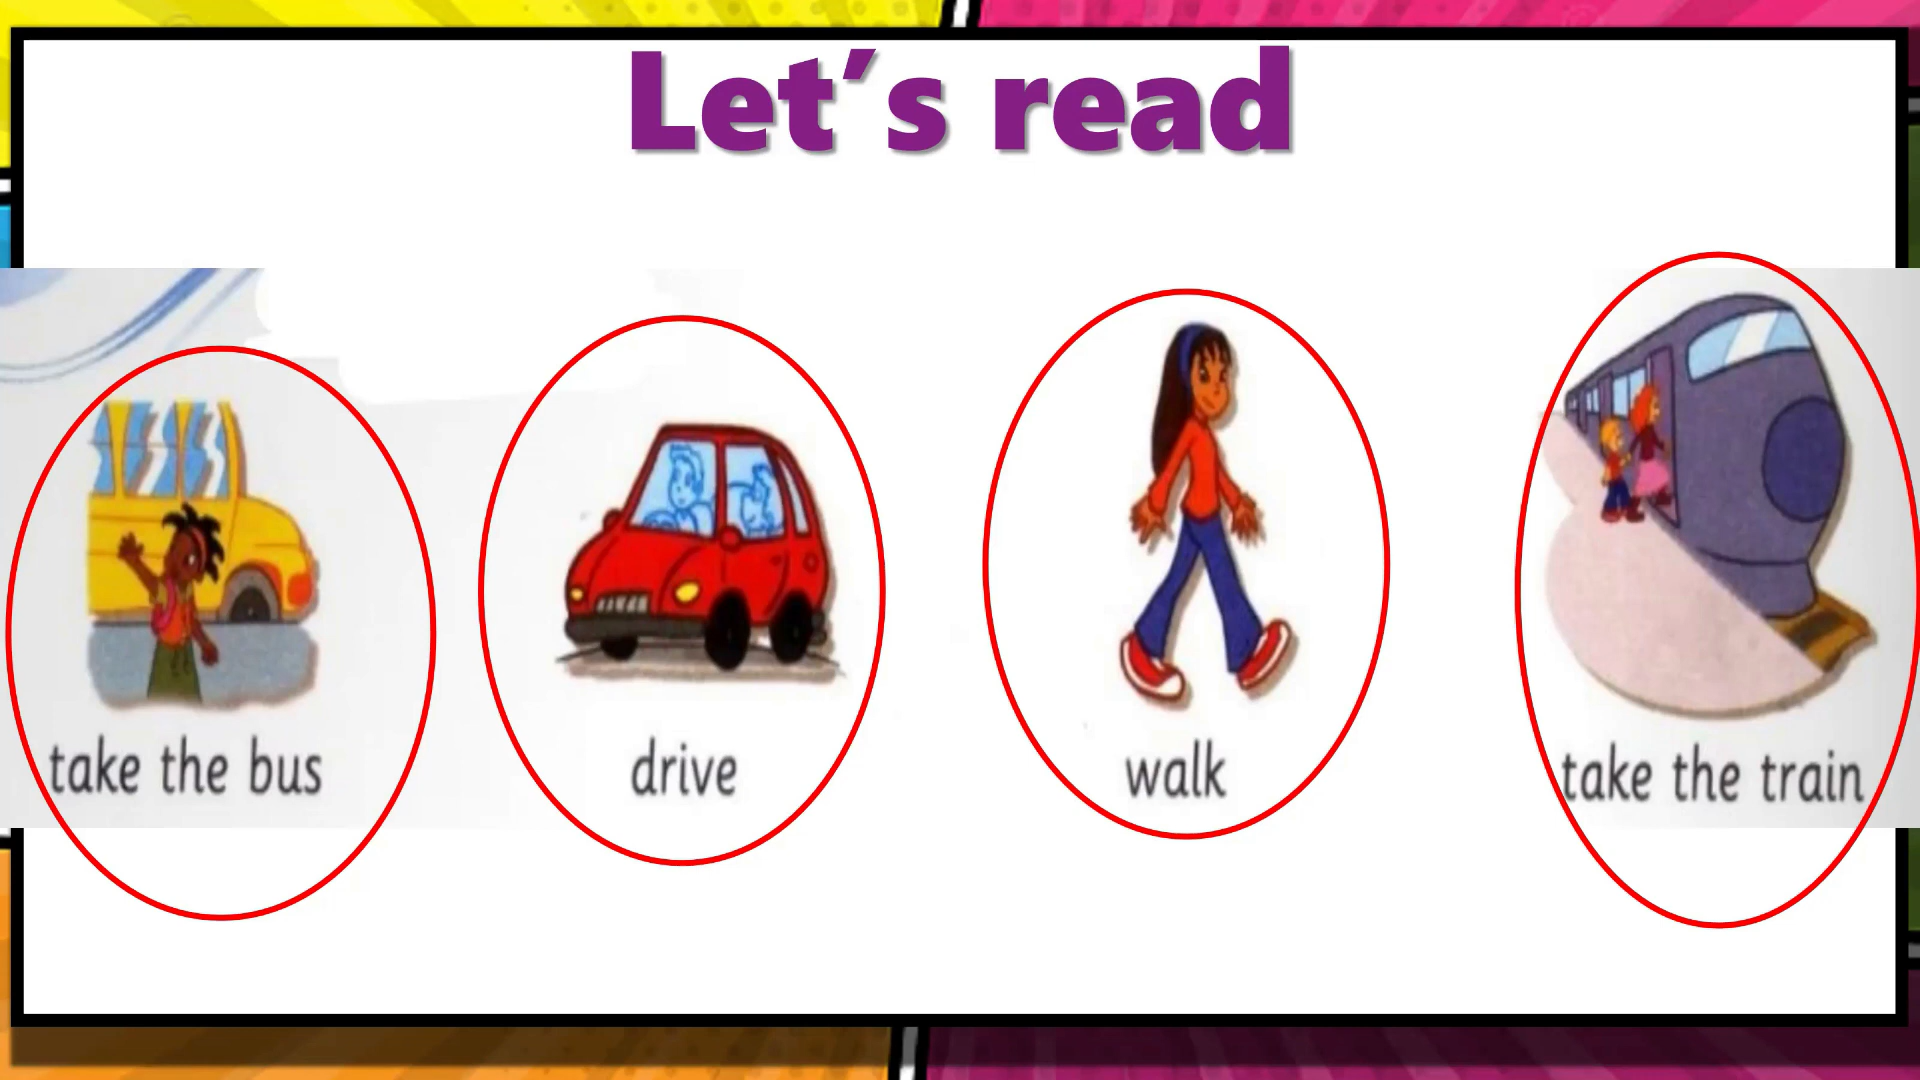 Let's read
take the bus
drive
walk
take the train